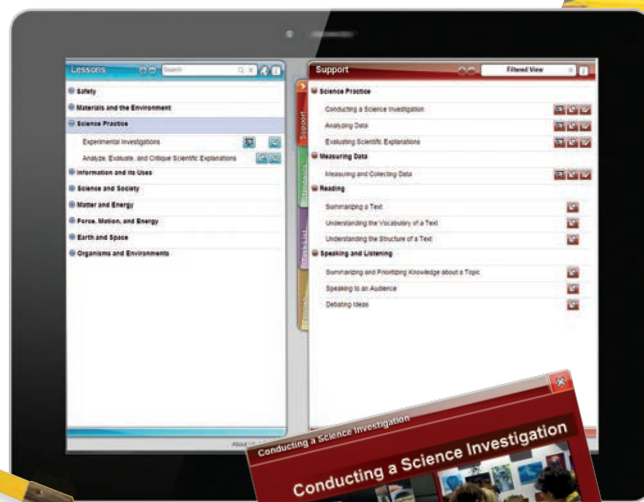 Lessons
Search
Safety
Materials and the Environment
Science Practice
Experimental Investigations
Analyze, Evaluate, and Critique Scientific Explanations
Information and its Uses
Science and Society
Matter and Energy
Force, Motion, and Energy
Earth and Space
Organisms and Environments
Support
Support
Filtered View
Science Practice
Conducting a Science Investigation
Analyzing Data
Evaluating Scientific Explanations
Measuring Data
Measuring and Collecting Data
Reading
Summarizing a Text
Understanding the Vocabulary of a Text
Understanding the Structure of a Text
Speaking and Listening
Summarizing and Prioritizing Knowledge about a Topic
Speaking to an Audience
Debating Ideas
About
Conducting a Science Investigation
Conducting a Science Investigation